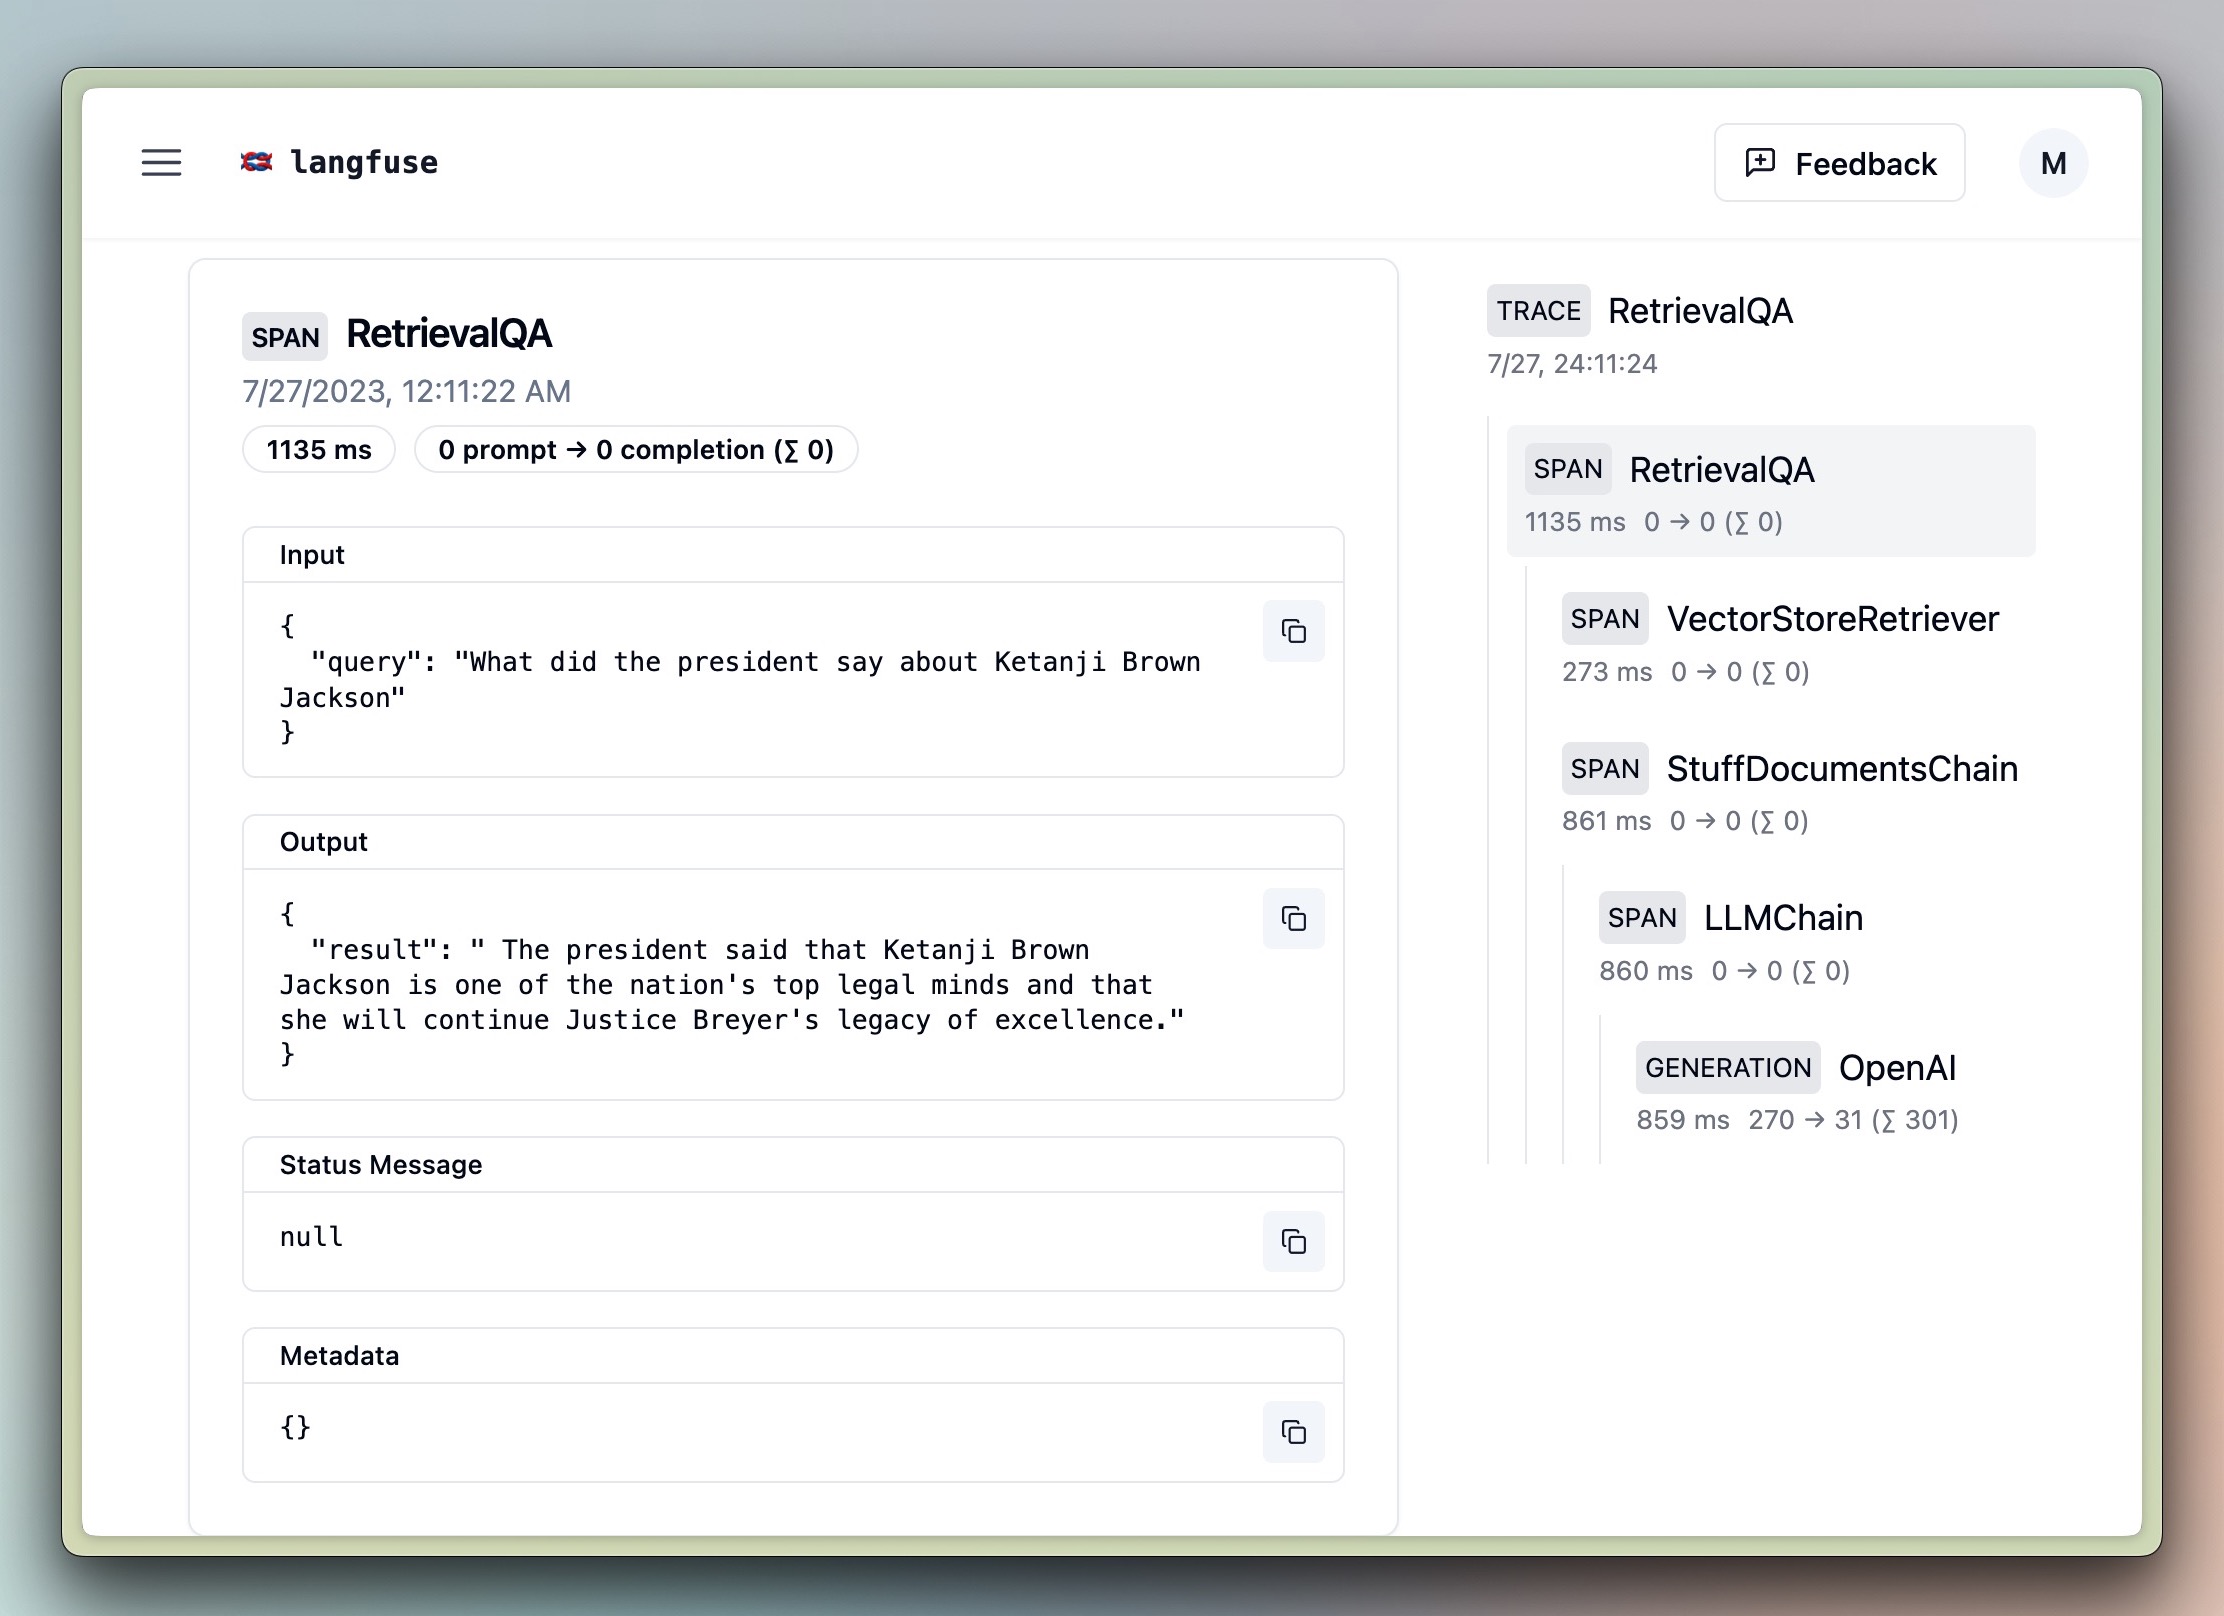 langfuse
Feedback
M
SPAN RetrievalQA
7/27/2023, 12:11:22 AM
1135 ms 0 prompt → 0 completion (∑ 0)
Input
{
"query": "What did the president say about Ketanji Brown
Jackson"
}
Output
{
"result": " The president said that Ketanji Brown
Jackson is one of the nation's top legal minds and that
she will continue Justice Breyer's legacy of excellence."
}
Status Message
null
Metadata
{}
TRACE RetrievalQA
7/27, 24:11:24
SPAN RetrievalQA
1135 ms 0 → 0 (∑ 0)
SPAN VectorStoreRetriever
273 ms 0 → 0 (∑ 0)
SPAN StuffDocumentsChain
861 ms 0 → 0 (∑ 0)
SPAN LLMChain
860 ms 0 → 0 (∑ 0)
GENERATION OpenAI
859 ms 270 → 31 (∑ 301)